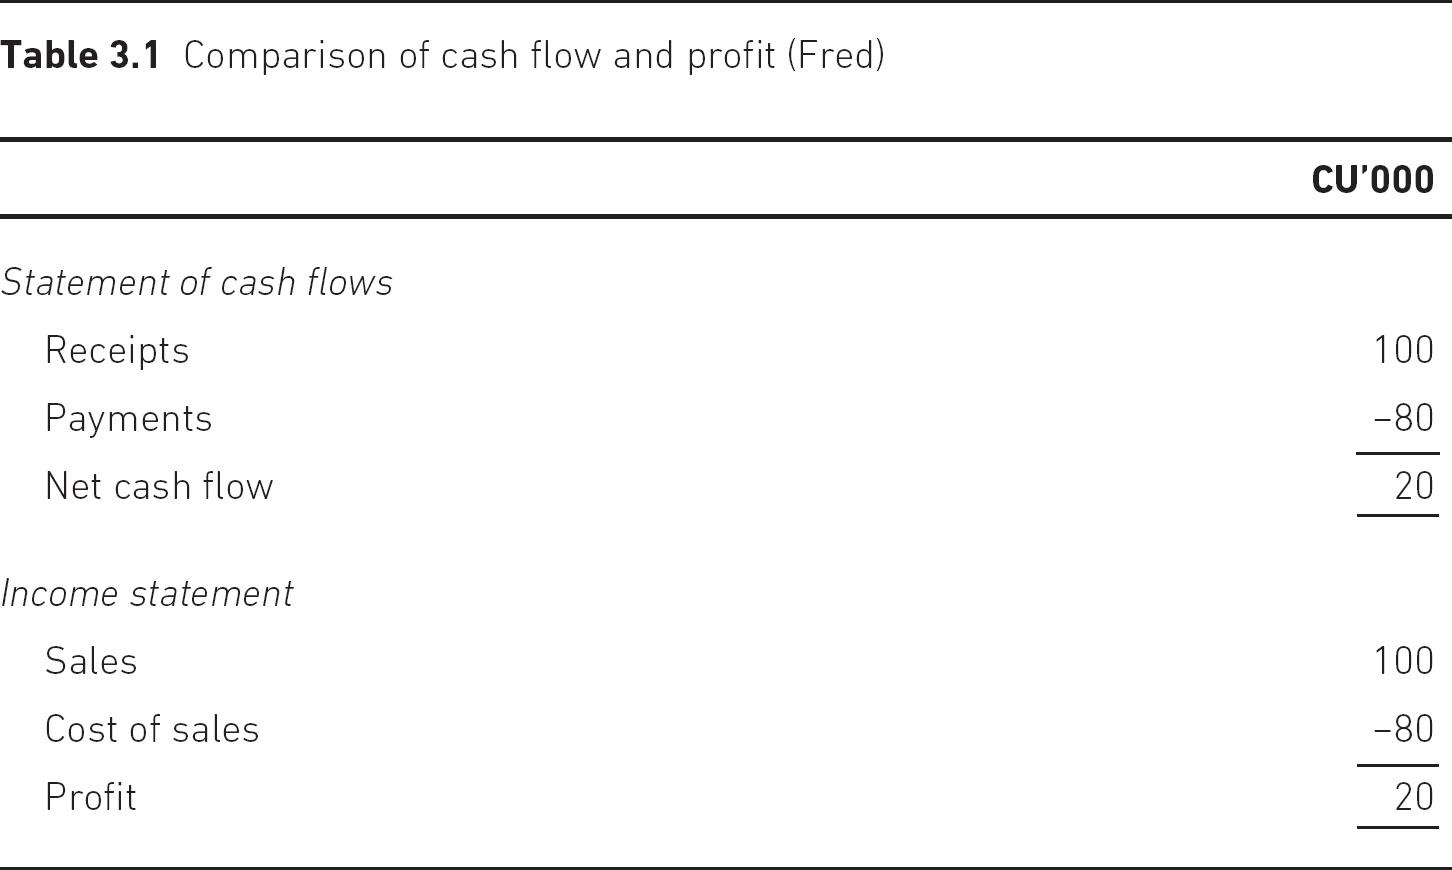 Table 3.1 Comparison of cash flow and profit (Fred)
CU’000
Statement of cash flows
Receipts 100
Payments –80
Net cash flow 20
Income statement
Sales 100
Cost of sales –80
Profit 20